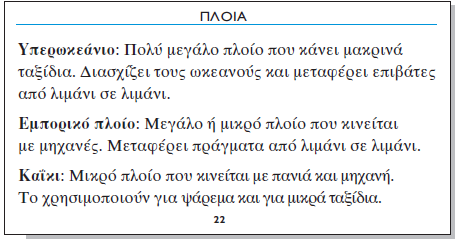 ΠΛΟΙΑ
Υπερωκεάνιο: Πολύ μεγάλο πλοίο που κάνει μακρινά
ταξίδια. Διασχίζει τους ωκεανούς και μεταφέρει επιβάτες
από λιμάνι σε λιμάνι.
Εμπορικό πλοίο: Μεγάλο ή μικρό πλοίο που κινείται
με μηχανές. Μεταφέρει πράγματα από λιμάνι σε λιμάνι.
Καΐκι: Μικρό πλοίο που κινείται με πανιά και μηχανή.
Το χρησιμοποιούν για ψάρεμα και για μικρά ταξίδια.
22